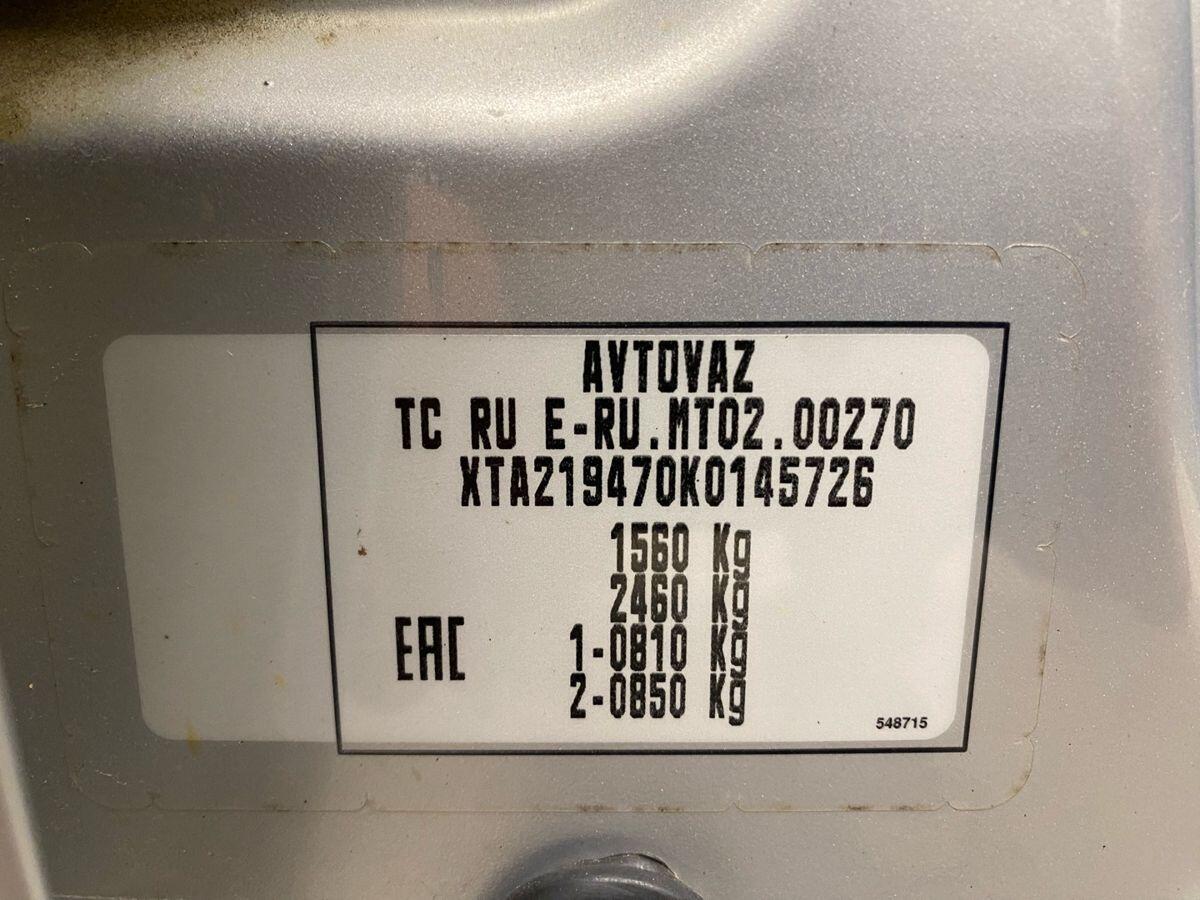 AVTOVAZ
TC RU E-RU.MT02.00270
XTA219470K0145726
1560 Kg
2460 Kg
EAC 1-0810 Kg
2-0850 Kg
548715